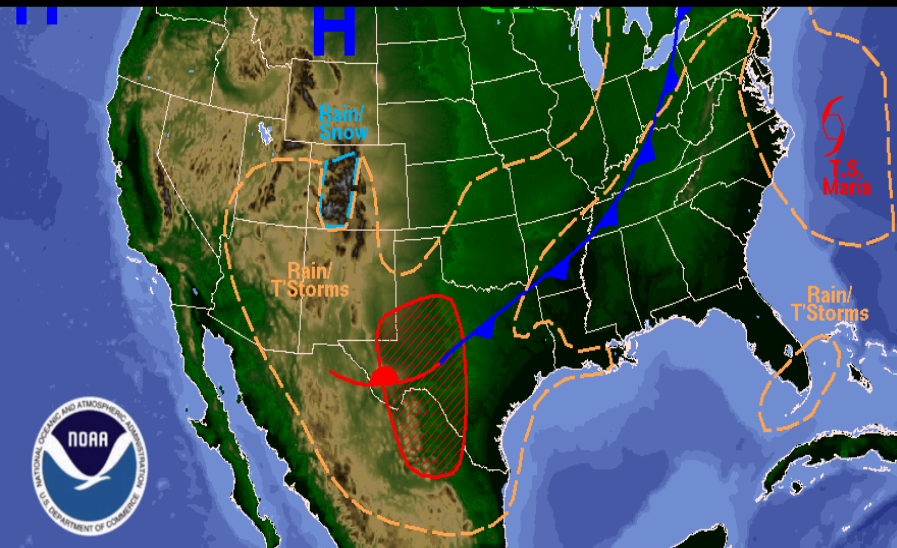 H
H
Rain/
Snow
T.S.
Maria
Rain/
T'Storms
Rain/
T'Storms
NATIONAL OCEANIC AND ATMOSPHERIC ADMINISTRATION
NOAA
U.S. DEPARTMENT OF COMMERCE